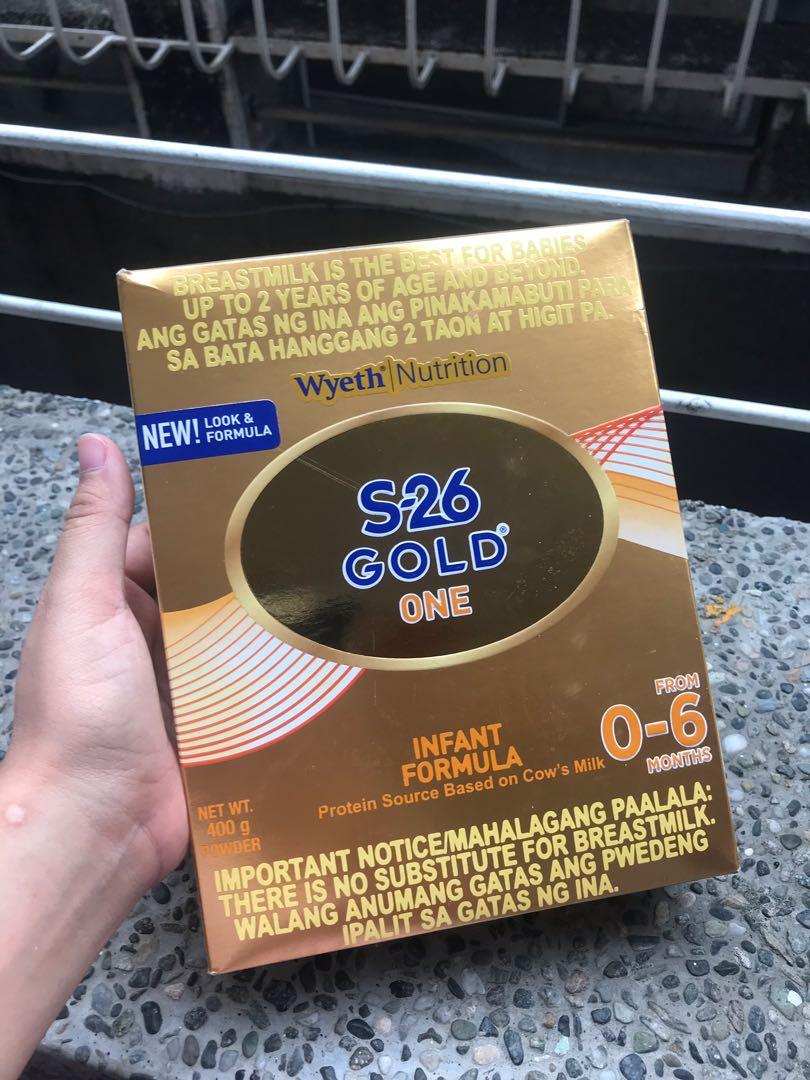 BREASTMILK IS THE BEST FOR BABIES
UP TO 2 YEARS OF AGE AND BEYOND.
ANG GATAS NG INA ANG PINAKAMABUTI PARA
SA BATA HANGGANG 2 TAON AT HIGIT PA.
Wyeth® Nutrition
NEW! LOOK &
FORMULA
S-26
GOLD®
ONE
FROM
0-6
MONTHS
INFANT
FORMULA
Protein Source Based on Cow's Milk
NET WT.
400 g
POWDER
IMPORTANT NOTICE/MAHALAGANG PAALALA:
THERE IS NO SUBSTITUTE FOR BREASTMILK.
WALANG ANUMANG GATAS ANG PWEDENG
IPALIT SA GATAS NG INA.